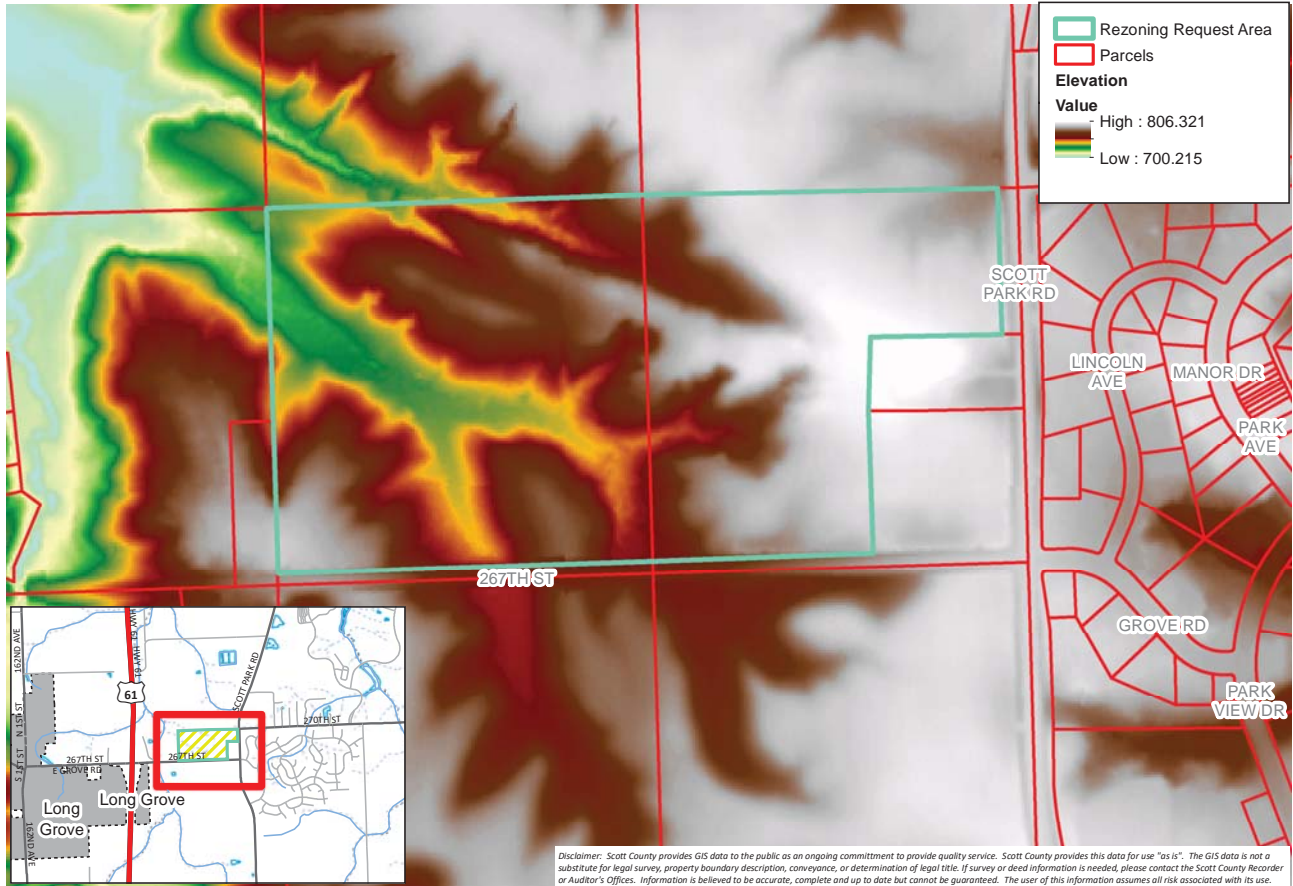 Rezoning Request Area
Parcels
Elevation
Value
High : 806.321
Low : 700.215
SCOTT
PARK RD
LINCOLN
AVE
MANOR DR
PARK
AVE
267TH ST
GROVE RD
PARK
VIEW DR
162ND AVE
HWY 61
HWY 61
61
SCOTT PARK RD
N 1ST ST
270TH ST
S 1ST ST
267TH ST
E GROVE RD
Long Grove
Long
Grove
162ND AVE
Disclaimer: Scott County provides GIS data to the public as an ongoing commitment to provide quality service. Scott County provides this data for use "as is". The GIS data is not a
substitute for legal survey, property boundary description, conveyance, or determination of legal title. If survey or deed information is needed, please contact the Scott County Recorder
or Auditor's Offices. Information is believed to be accurate, complete and up to date but cannot be guaranteed. The user of this information assumes all risk associated with its use.